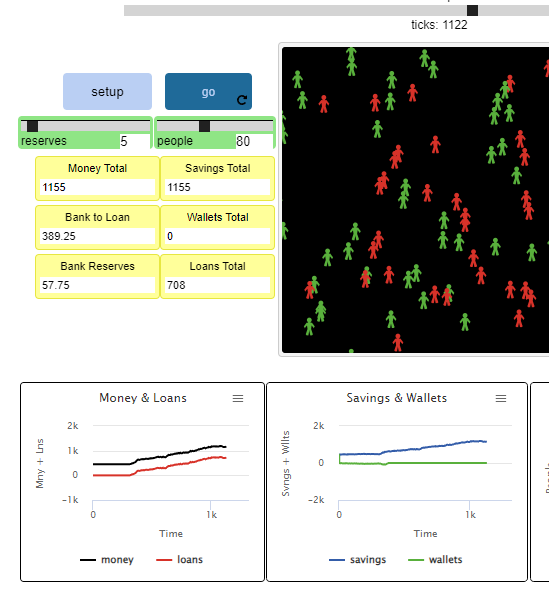 ticks: 1122
setup
go
reserves 5
people 80
Money Total
1155
Savings Total
1155
Bank to Loan
389.25
Wallets Total
0
Bank Reserves
57.75
Loans Total
708
Money & Loans
Mny + Lns
2k
1k
0
−1k
0
1k
Time
money
loans
Savings & Wallets
Svngs + Wllts
2k
0
−2k
0
1k
Time
savings
wallets